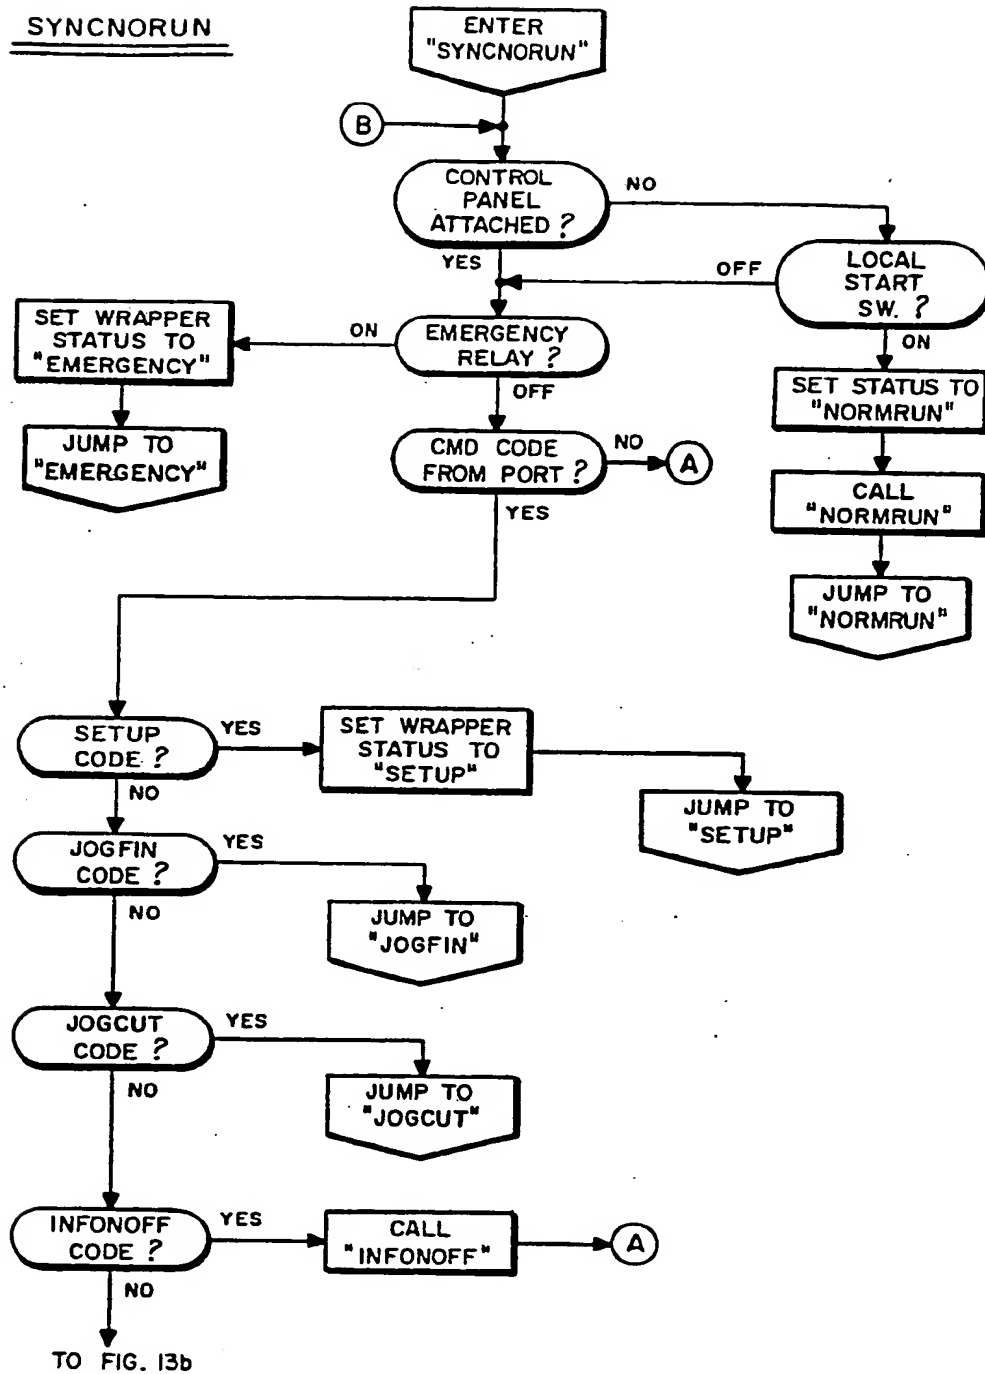 SYNCNORUN
ENTER
"SYNCNORUN"
B
CONTROL
PANEL
ATTACHED ?
NO
YES
LOCAL
START
SW. ?
OFF
ON
SET WRAPPER
STATUS TO
"EMERGENCY"
ON
EMERGENCY
RELAY ?
OFF
SET STATUS TO
"NORMRUN"
JUMP TO
"EMERGENCY"
CMD CODE
FROM PORT ?
NO
A
YES
CALL
"NORMRUN"
JUMP TO
"NORMRUN"
SETUP
CODE ?
YES
NO
SET WRAPPER
STATUS TO
"SETUP"
JUMP TO
"SETUP"
JOGFIN
CODE ?
YES
NO
JUMP TO
"JOGFIN"
JOGCUT
CODE ?
YES
NO
JUMP TO
"JOGCUT"
INFONOFF
CODE ?
YES
NO
CALL
"INFONOFF"
A
TO FIG. 13b